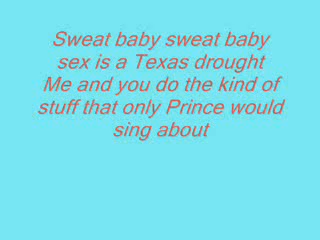 Sweat baby sweat baby
sex is a Texas drought
Me and you do the kind of
stuff that only Prince would
sing about